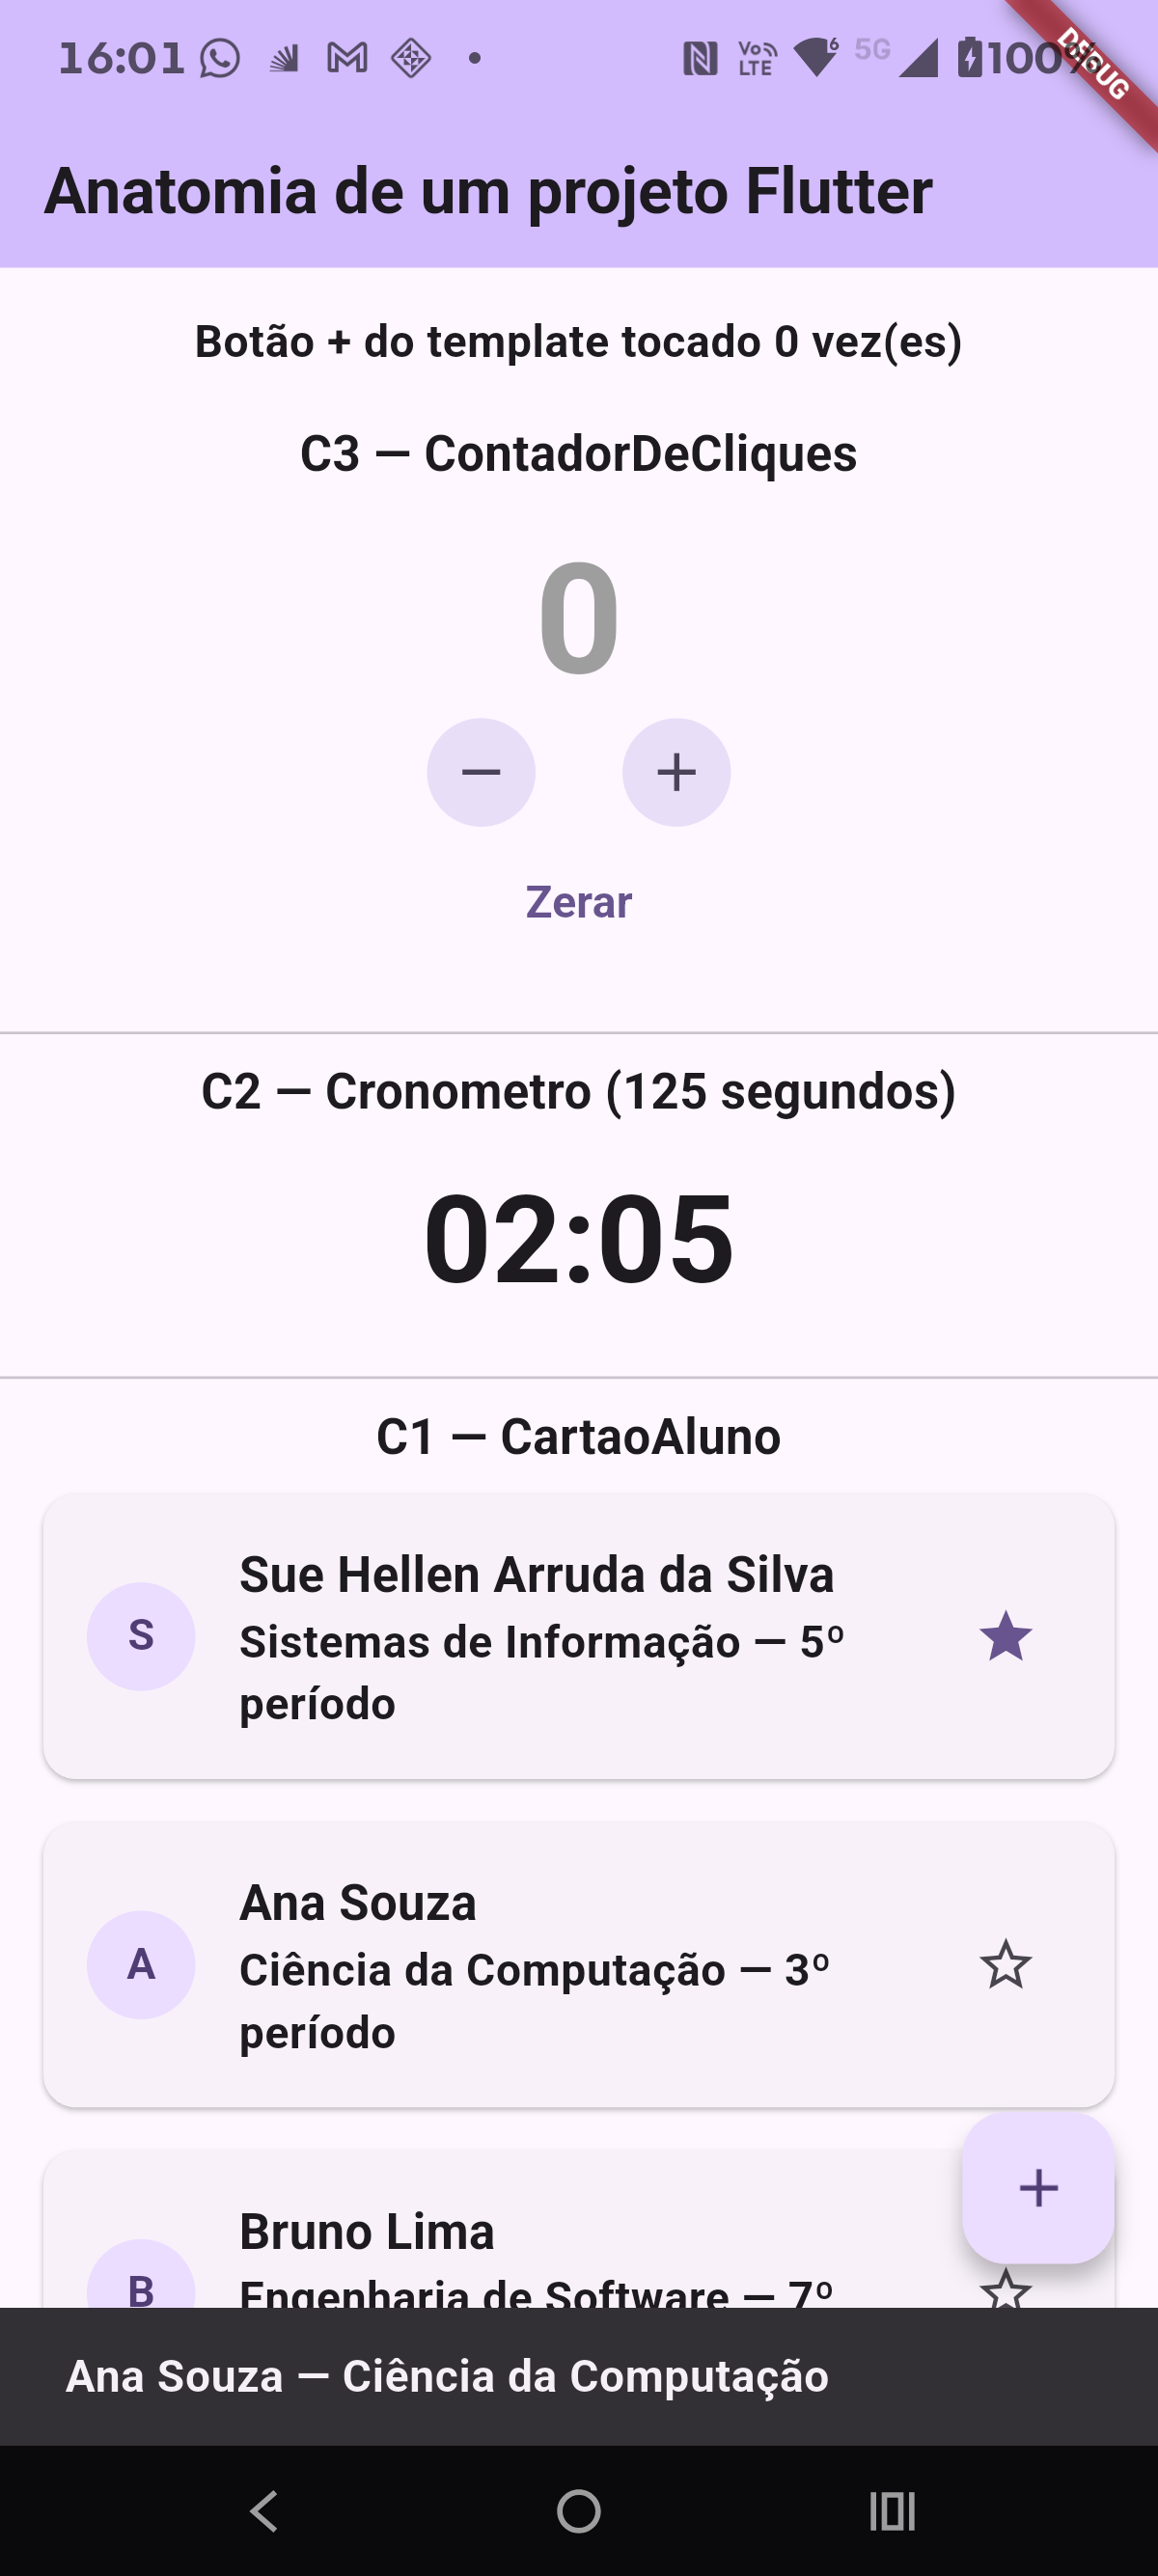 16:01
Vo LTE
6
5G
100%
DEBUG
Anatomia de um projeto Flutter
Botão + do template tocado 0 vez(es)
C3 — ContadorDeCliques
0
− +
Zerar
C2 — Cronometro (125 segundos)
02:05
C1 — CartaoAluno
S
Sue Hellen Arruda da Silva
Sistemas de Informação — 5º
período
A
Ana Souza
Ciência da Computação — 3º
período
+
B
Bruno Lima
Engenharia de Software — 7º
Ana Souza — Ciência da Computação